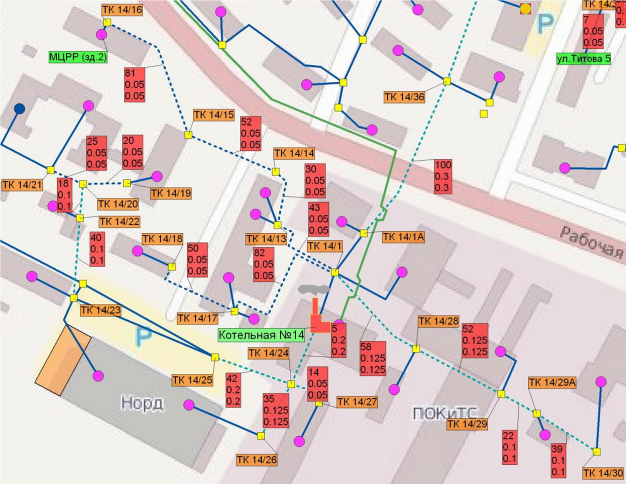 ТК 14/16
7
0.05
0.05
P
МЦРР (зд.2)
ул.Титова 5
81
0.05
0.05
ТК 14/36
ТК 14/15
52
0.05
0.05
25
0.05
0.05
20
0.05
0.05
ТК 14/14
100
0.3
0.3
30
0.05
0.05
ТК 14/21
18
0.1
0.1
ТК 14/19
ТК 14/20
ТК 14/22
43
0.05
0.05
Рабочая
40
0.1
0.1
ТК 14/18
50
0.05
0.05
ТК 14/13
ТК 14/1
ТК 14/1А
82
0.05
0.05
ТК 14/23
ТК 14/17
P
Котельная №14
5
0.2
0.2
ТК 14/28
52
0.125
0.125
58
0.125
0.125
ТК 14/24
ТК 14/25
42
0.2
0.2
14
0.05
0.05
ТК 14/29А
Норд
35
0.125
0.125
ТК 14/27
ПОКиТС
ТК 14/29
22
0.1
0.1
39
0.1
0.1
ТК 14/26
ТК 14/30